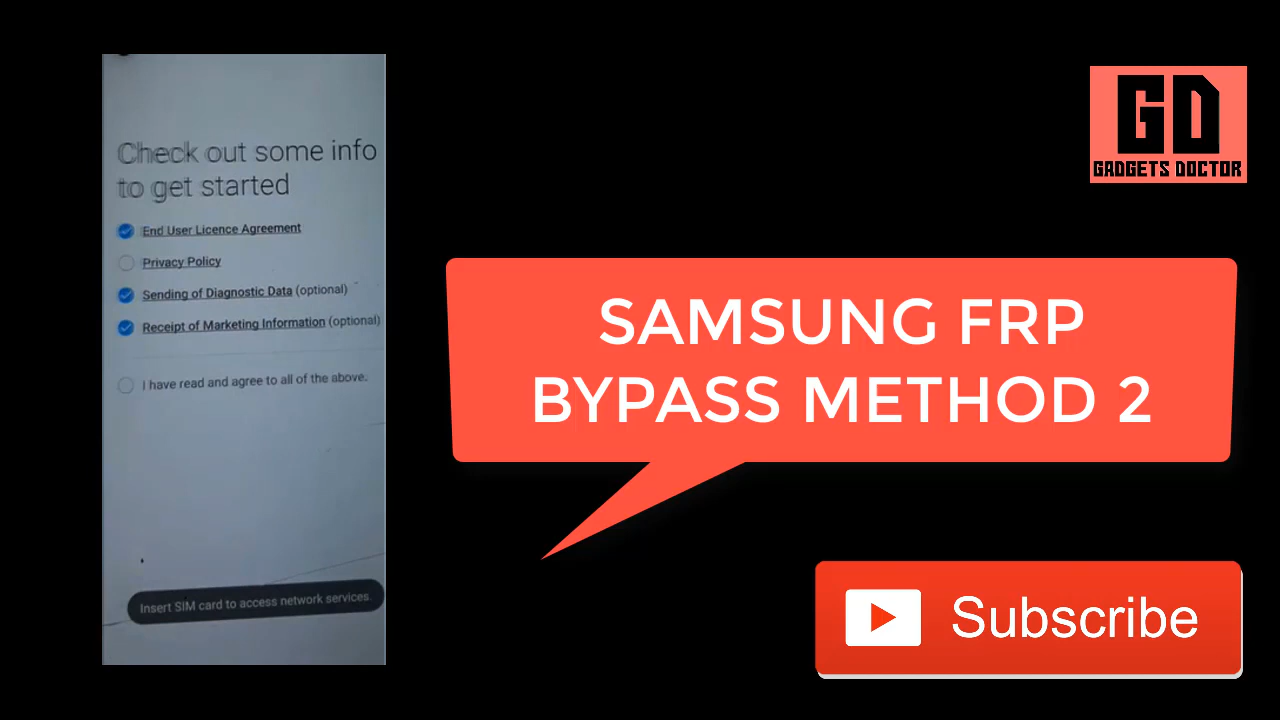 Check out some info
to get started
End User Licence Agreement
Privacy Policy
Sending of Diagnostic Data (optional)
Receipt of Marketing Information (optional)
I have read and agree to all of the above.
Insert SIM card to access network services.
GD
GADGETS DOCTOR
SAMSUNG FRP
BYPASS METHOD 2
Subscribe